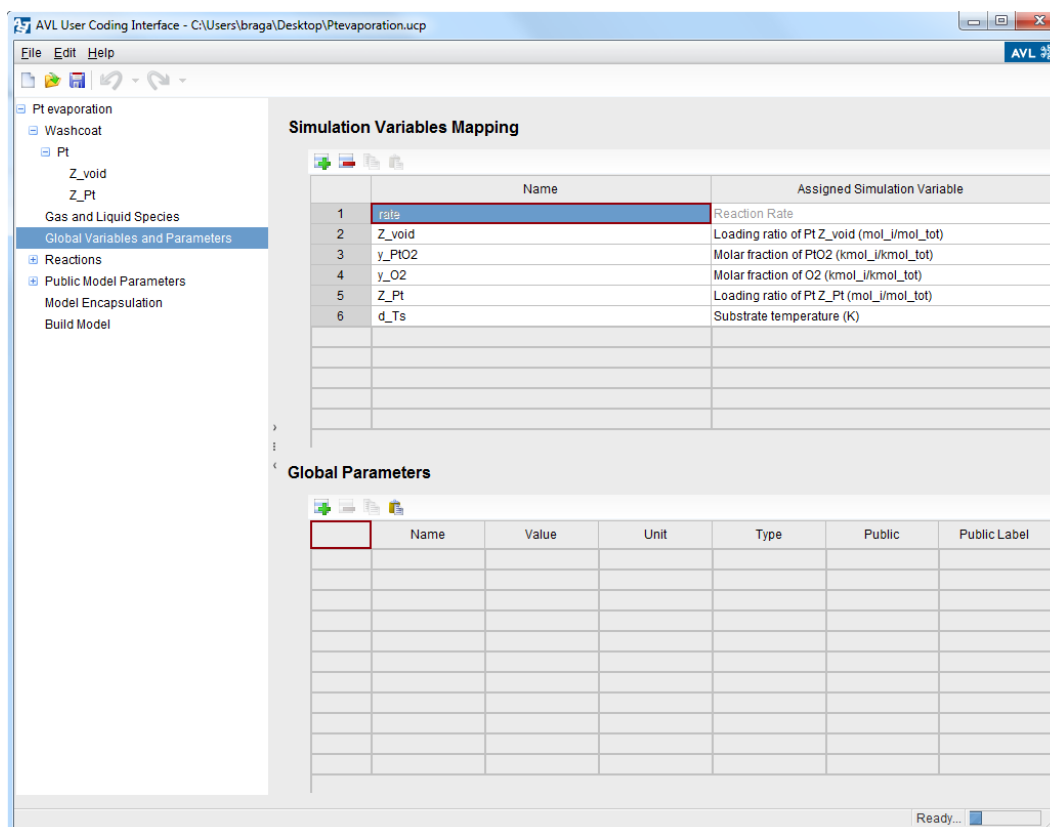 AVL User Coding Interface - C:\Users\braga\Desktop\Ptevaporation.ucp
File Edit Help
AVL
Pt evaporation
Washcoat
Pt
Z_void
Z_Pt
Gas and Liquid Species
Global Variables and Parameters
Reactions
Public Model Parameters
Model Encapsulation
Build Model
Simulation Variables Mapping
Name Assigned Simulation Variable
1 rate Reaction Rate
2 Z_void Loading ratio of Pt Z_void (mol_i/mol_tot)
3 y_PtO2 Molar fraction of PtO2 (kmol_i/kmol_tot)
4 y_O2 Molar fraction of O2 (kmol_i/kmol_tot)
5 Z_Pt Loading ratio of Pt Z_Pt (mol_i/mol_tot)
6 d_Ts Substrate temperature (K)
Global Parameters
Name Value Unit Type Public Public Label
Ready...